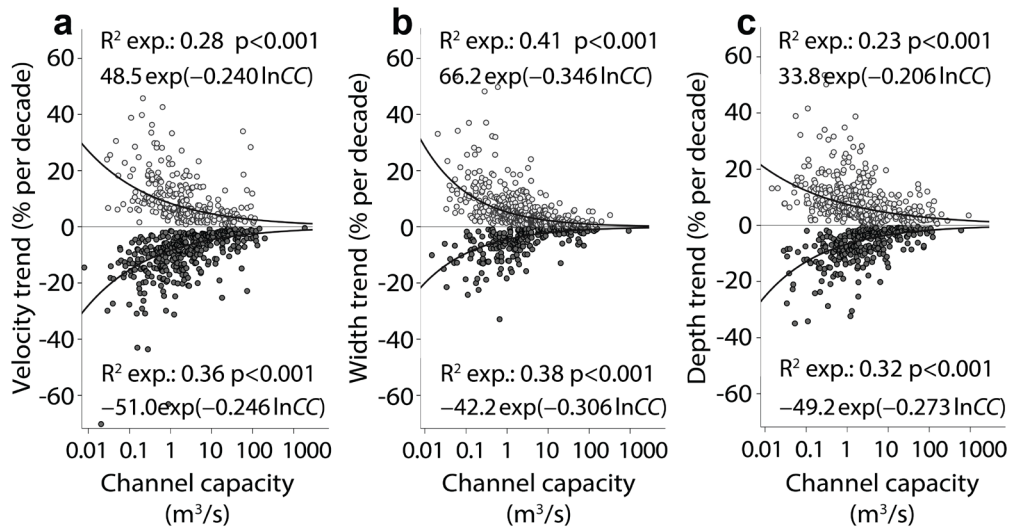 a
R² exp.: 0.28 p<0.001
48.5 exp(−0.240 lnCC)
Velocity trend (% per decade)
60
40
20
0
-20
-40
-60
R² exp.: 0.36 p<0.001
−51.0exp(−0.246 lnCC)
0.01 0.1 1 10 100 1000
Channel capacity
(m³/s)
b
R² exp.: 0.41 p<0.001
66.2 exp(−0.346 lnCC)
Width trend (% per decade)
60
40
20
0
-20
-40
-60
R² exp.: 0.38 p<0.001
−42.2 exp(−0.306 lnCC)
0.01 0.1 1 10 100 1000
Channel capacity
(m³/s)
c
R² exp.: 0.23 p<0.001
33.8exp(−0.206 lnCC)
Depth trend (% per decade)
60
40
20
0
-20
-40
-60
R² exp.: 0.32 p<0.001
−49.2 exp(−0.273 lnCC)
0.01 0.1 1 10 100 1000
Channel capacity
(m³/s)